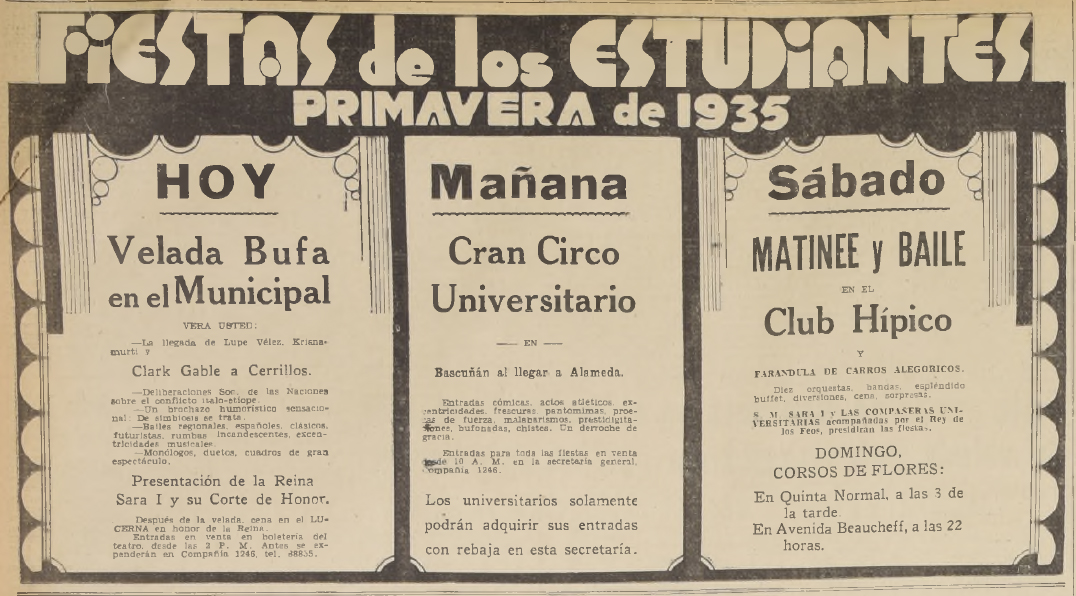 FIESTAS de los ESTUDIANTES
PRIMAVERA de 1935
HOY
Velada Bufa
en el Municipal
VERA USTED:
—La llegada de Lupe Vélez, Krisna-
murti y
Clark Gable a Cerrillos.
—Deliberaciones Soc. de las Naciones
sobre el conflicto italo-etíope.
—Un brochazo humorístico sensacio-
nal: De simbiosis se trata.
—Bailes regionales, españoles, clásicos,
futuristas, rumbas incandescentes, excen-
tricidades musicales.
—Monólogos, duetos, cuadros de gran
espectáculo.
Presentación de la Reina
Sara I y su Corte de Honor.
Después de la velada, cena en el LU-
CERNA en honor de la Reina.
Entradas en venta en boletería del
teatro, desde las 2 P. M. Antes se ex-
penderán en Compañía 1246, tel. 88835.
Mañana
Cran Circo
Universitario
— EN —
Bascuñán al llegar a Alameda.
Entradas cómicas, actos atléticos, ex-
centricidades, frescuras, pantomimas, proe-
zas de fuerza, malabarismos, prestidigita-
ciones, bufonadas, chistes. Un derroche de
gracia.
Entradas para toda las fiestas en venta
desde 10 A. M. en la secretaría general,
Compañía 1246.
Los universitarios solamente
podrán adquirir sus entradas
con rebaja en esta secretaría.
Sábado
MATINEE y BAILE
EN EL
Club Hípico
Y
FARANDULA DE CARROS ALEGORICOS.
Diez orquestas, bandas, espléndido
buffet, diversiones, cena, sorpresas.
S. M. SARA I y LAS COMPAÑERAS UNI-
VERSITARIAS acompañadas por el Rey de
los Feos, presidirán las fiestas.
DOMINGO,
CORSOS DE FLORES:
En Quinta Normal, a las 3 de
la tarde.
En Avenida Beaucheff, a las 22
horas.